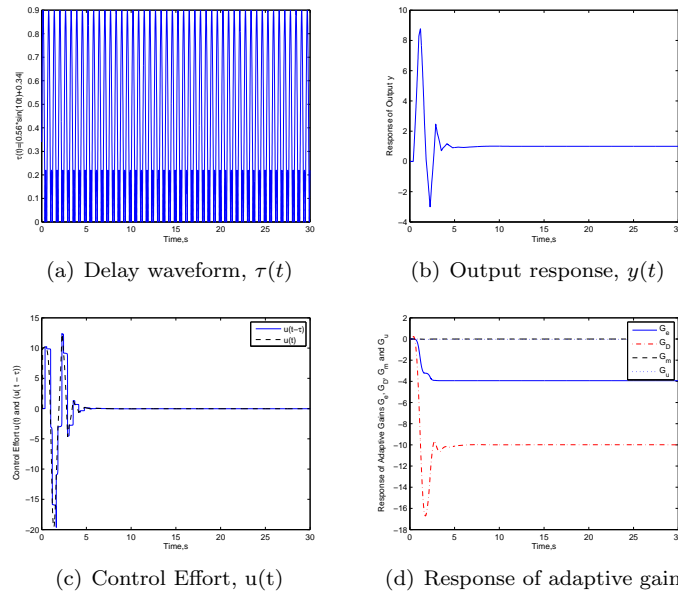 0.9
0.8
0.7
0.6
0.5
0.4
0.3
0.2
0.1
0
0 5 10 15 20 25 30
Time,s
τ(t)=|0.56*sin(10t)+0.34|
(a) Delay waveform, τ(t)
10
8
6
4
2
0
−2
−4
0 5 10 15 20 25 30
Time,s
Response of Output y
(b) Output response, y(t)
15
10
5
0
−5
−10
−15
−20
0 5 10 15 20 25 30
Time,s
Control Effort u(t) and (u( t − τ))
u(t−τ)
u(t)
(c) Control Effort, u(t)
2
0
−2
−4
−6
−8
−10
−12
−14
−16
−18
0 5 10 15 20 25 30
Time,s
Response of Adaptive Gains G_e, G_D, G_m and G_u
G_e
G_D
G_m
G_u
(d) Response of adaptive gain